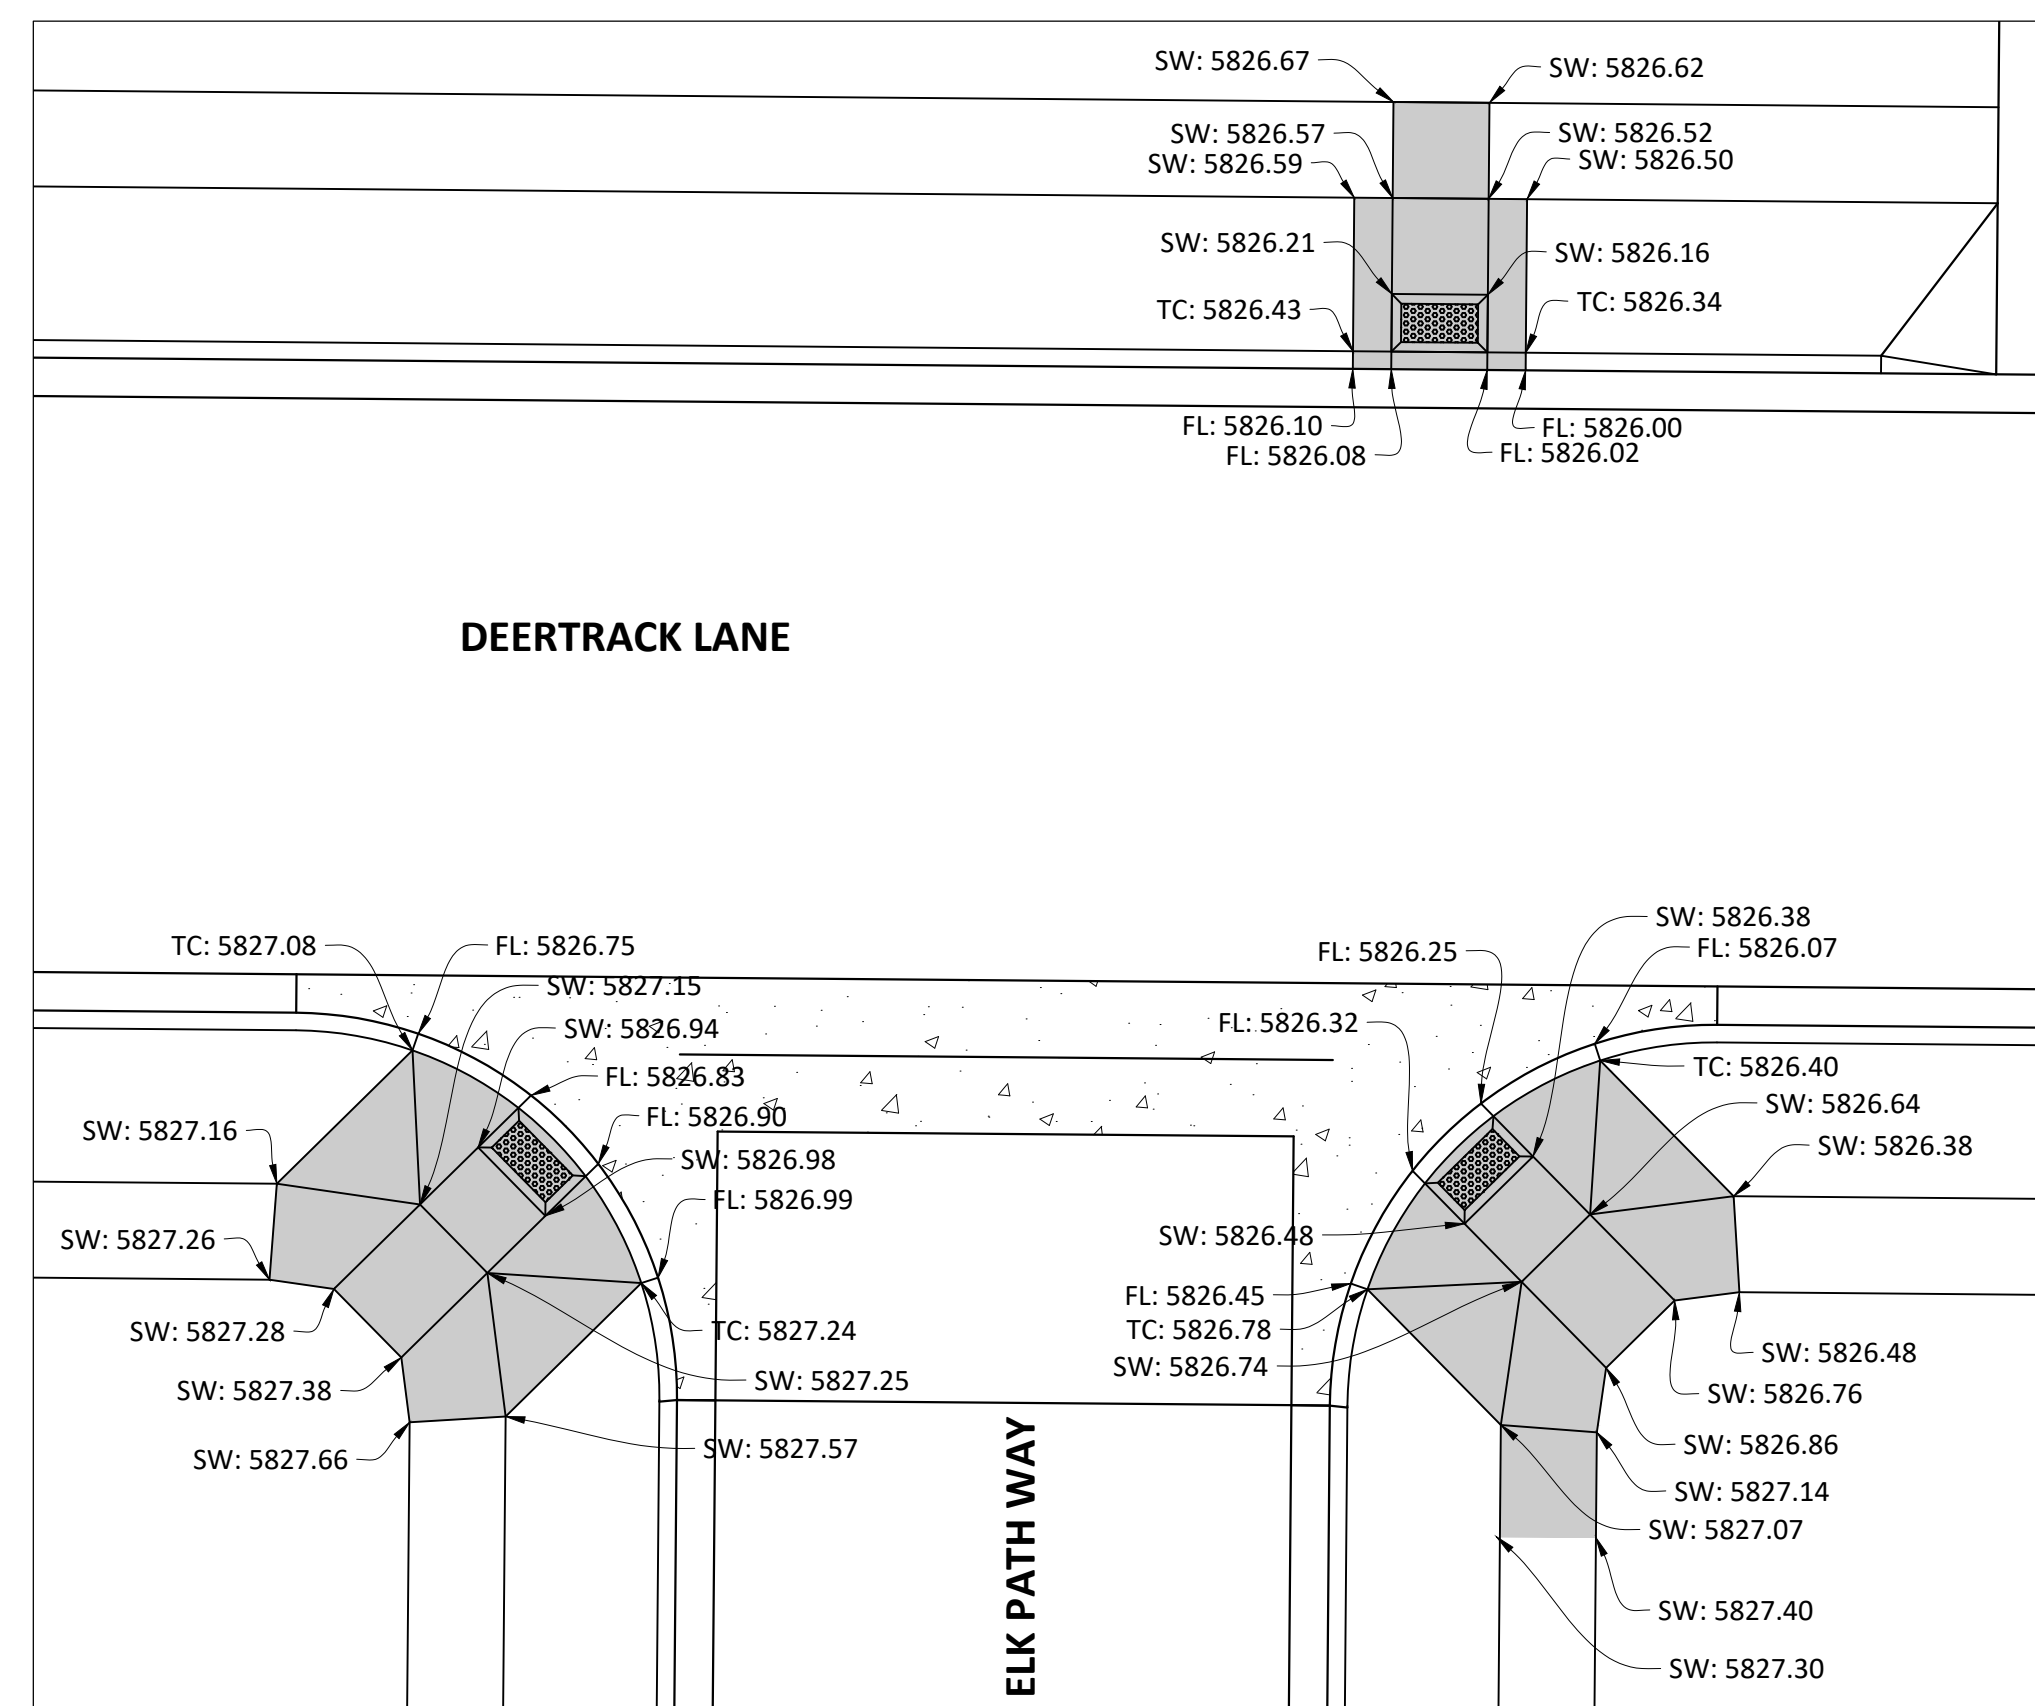 SW: 5826.67
SW: 5826.62
SW: 5826.57
SW: 5826.52
SW: 5826.59
SW: 5826.50
SW: 5826.21
SW: 5826.16
TC: 5826.43
TC: 5826.34
FL: 5826.10
FL: 5826.00
FL: 5826.08
FL: 5826.02
DEERTRACK LANE
TC: 5827.08
FL: 5826.75
SW: 5827.15
SW: 5826.94
FL: 5826.83
FL: 5826.90
SW: 5827.16
SW: 5826.98
FL: 5826.99
SW: 5827.26
SW: 5827.28
TC: 5827.24
SW: 5827.38
SW: 5827.25
SW: 5827.66
SW: 5827.57
SW: 5826.38
FL: 5826.25
FL: 5826.07
FL: 5826.32
TC: 5826.40
SW: 5826.64
SW: 5826.38
SW: 5826.48
FL: 5826.45
TC: 5826.78
SW: 5826.74
SW: 5826.48
SW: 5826.76
SW: 5826.86
SW: 5827.14
SW: 5827.07
SW: 5827.40
SW: 5827.30
ELK PATH WAY